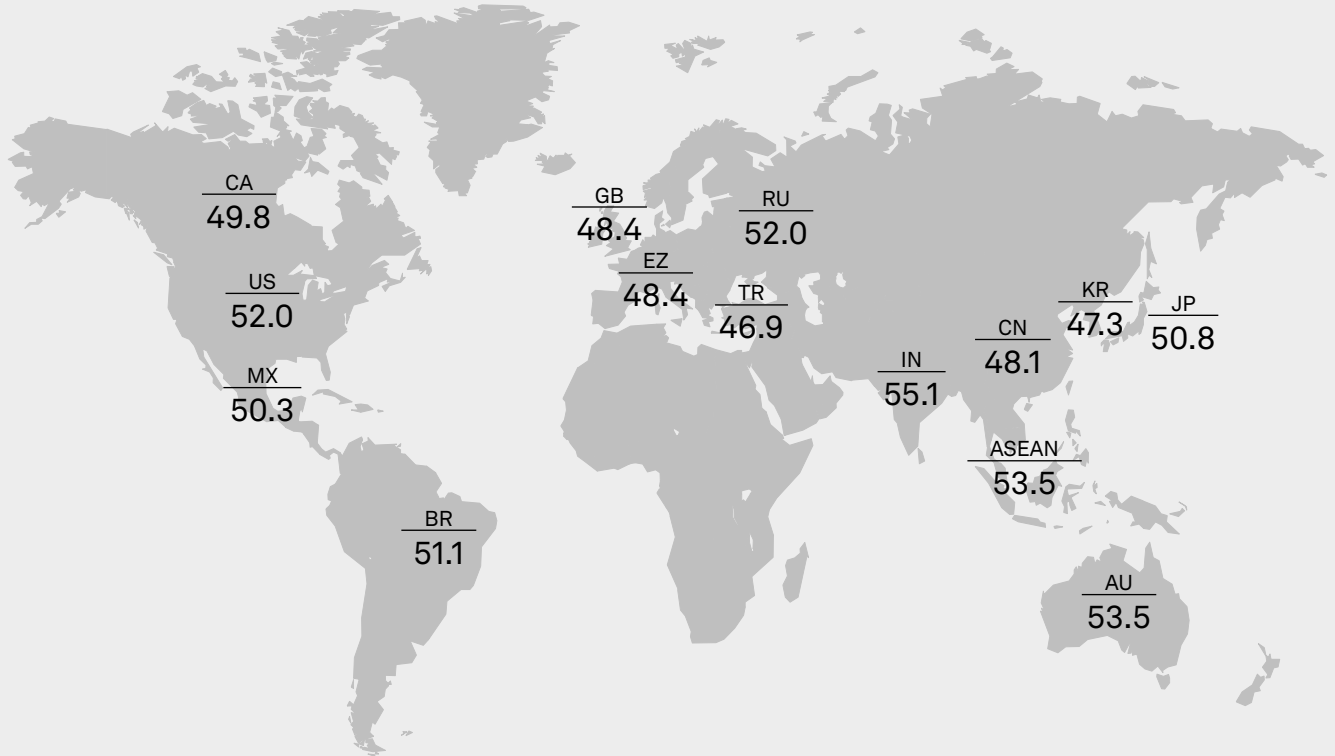 CA
49.8
GB
48.4
RU
52.0
EZ
48.4
US
52.0
TR
46.9
KR
47.3
JP
50.8
CN
48.1
IN
55.1
MX
50.3
ASEAN
53.5
BR
51.1
AU
53.5